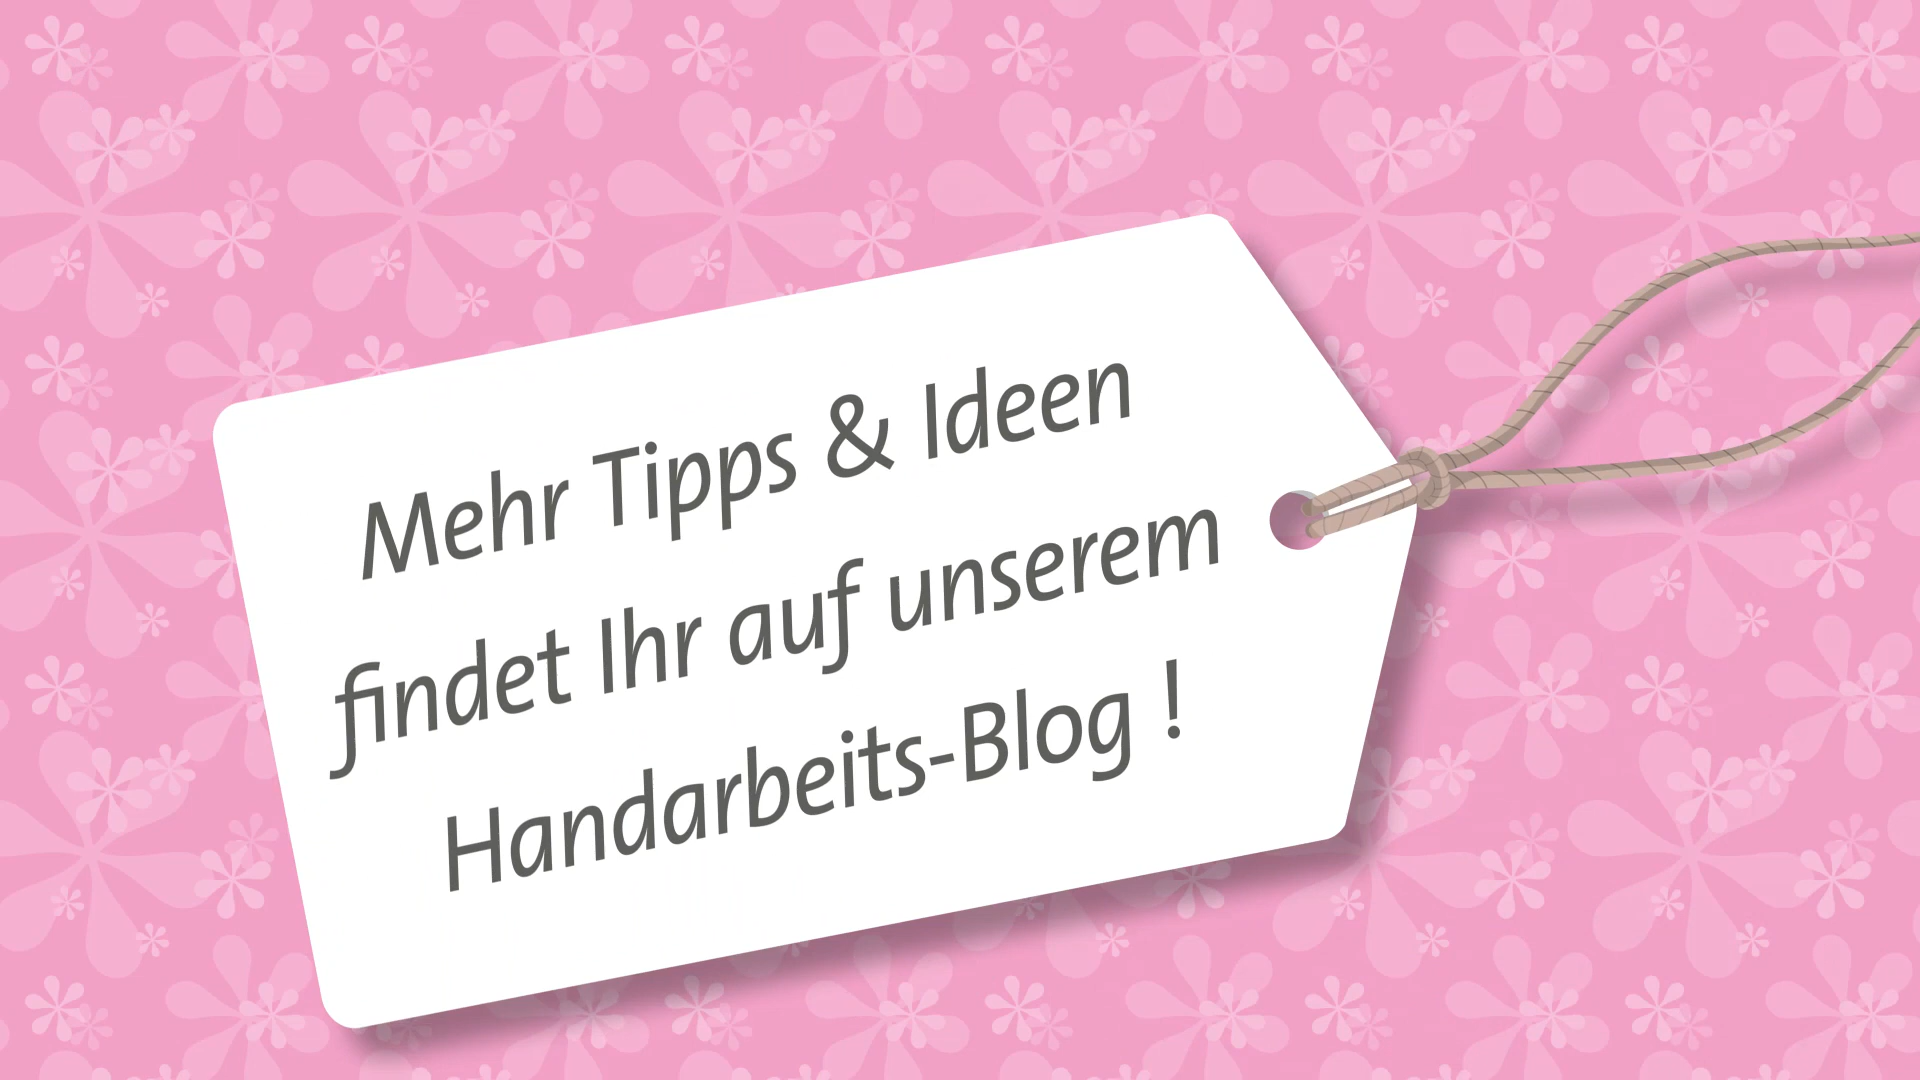 Mehr Tipps & Ideen
findet Ihr auf unserem
Handarbeits-Blog !